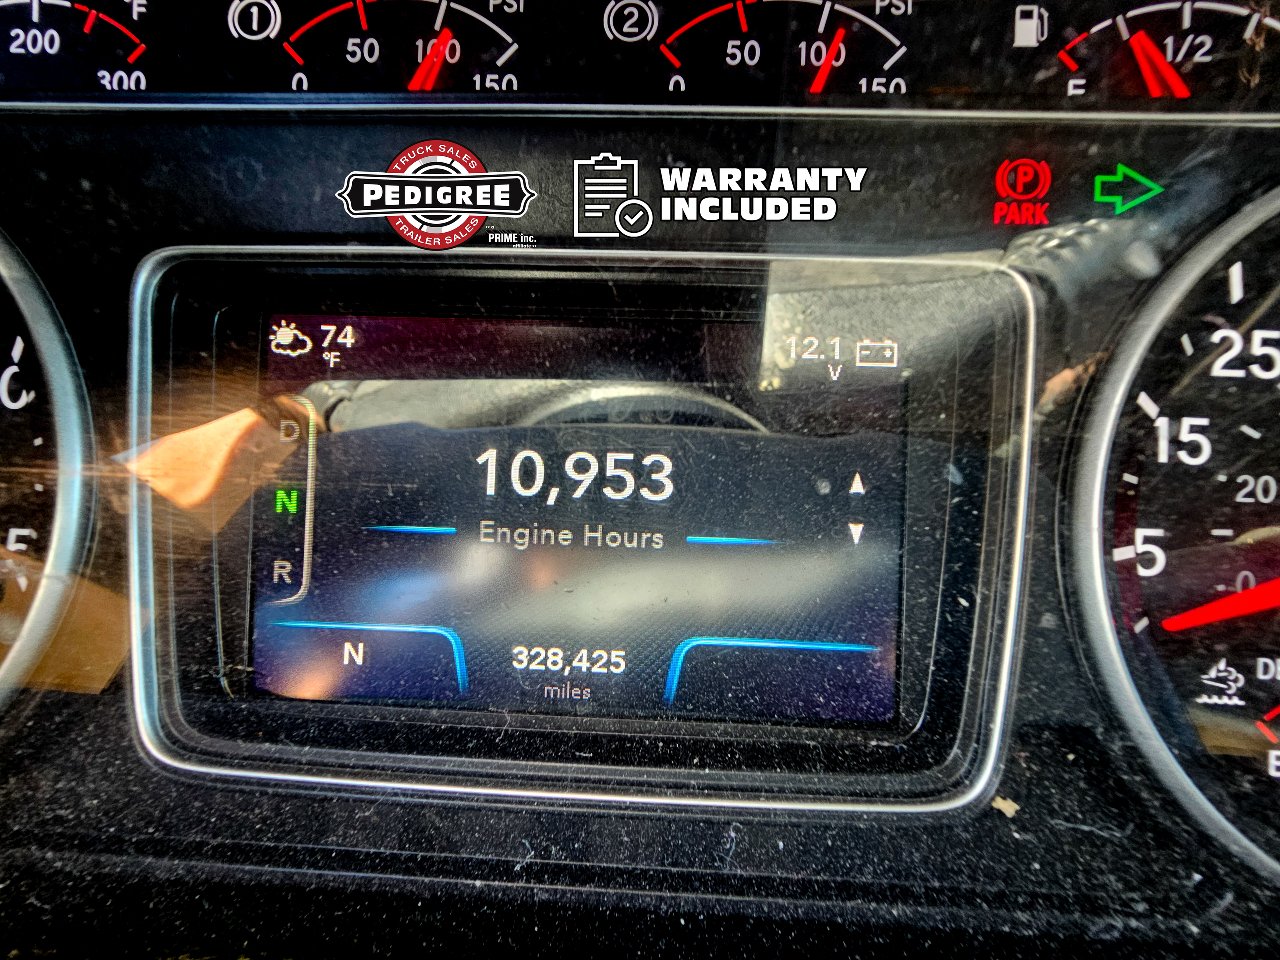 °F
PSI
PSI
200
300
1
0
50
100
150
2
0
50
100
150
1/2
TRUCK SALES
PEDIGREE
TRAILER SALES
PRIME inc.
WARRANTY
INCLUDED
P
PARK
74
°F
12.1
V
D
N
R
10,953
Engine Hours
N
328,425
miles
25
15
5
20
0